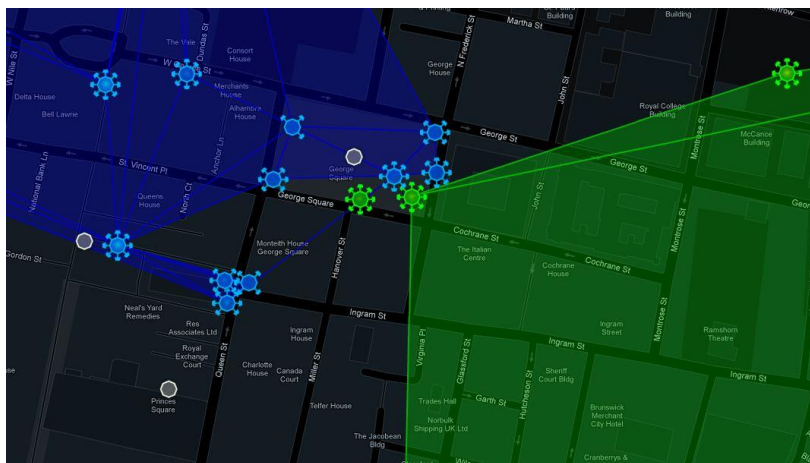 Building
Martha St
Building
N Frederick St
W Nile St
The Vale
Dundas St
Consort
House
George
House
John St
Merchants
House
Alhambra
House
Delta House
Bell Lawrie
Royal College
Building
Montrose St
McCance
Building
George St
George St
Anchor Ln
St. Vincent Pl
George
Square
National Bank Ln
North Ct
Queens
House
George Square
John St
Cochrane St
Cochrane St
Montrose St
Monteith House
George Square
Hanover St
The Italian
Centre
Cochrane
House
Gordon St
Neal's Yard
Remedies
Ingram St
Res
Associates Ltd
Royal
Exchange
Court
Queen St
Ingram
House
Ingram St
Ingram
Street
Montrose St
Ramshorn
Theatre
Ingram St
Virginia Pl
Glassford St
Hutcheson St
Sheriff
Court Bldg
Charlotte
House
Canada
Court
Miller St
Princes
Square
Telfer House
Trades Hall
Garth St
Norbulk
Shipping UK Ltd
Brunswick
Merchant
City Hotel
The Jacobean
Bldg
Cranberrys &